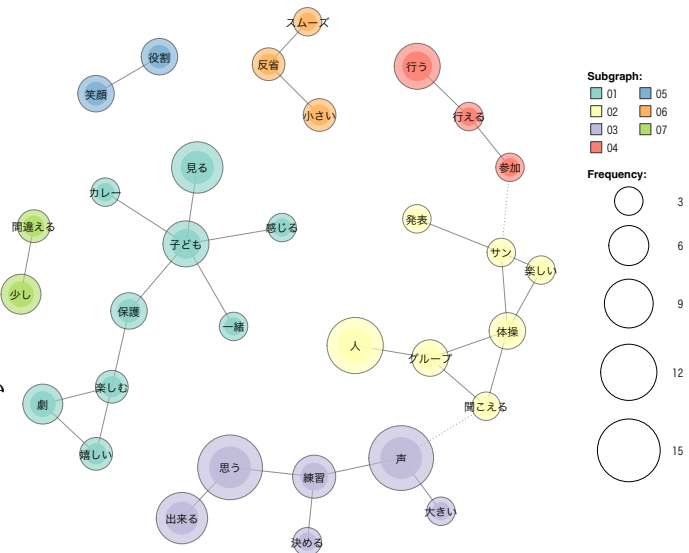 スムーズ
役割
反省
笑顔
小さい
行う
行える
参加
見る
カレー
子ども
感じる
発表
サン
楽しい
間違える
少し
保護
一緒
体操
人
グループ
楽しむ
劇
嬉しい
聞こえる
思う
練習
声
出来る
大きい
決める
Subgraph:
01 05
02 06
03 07
04
Frequency:
3
6
9
12
15